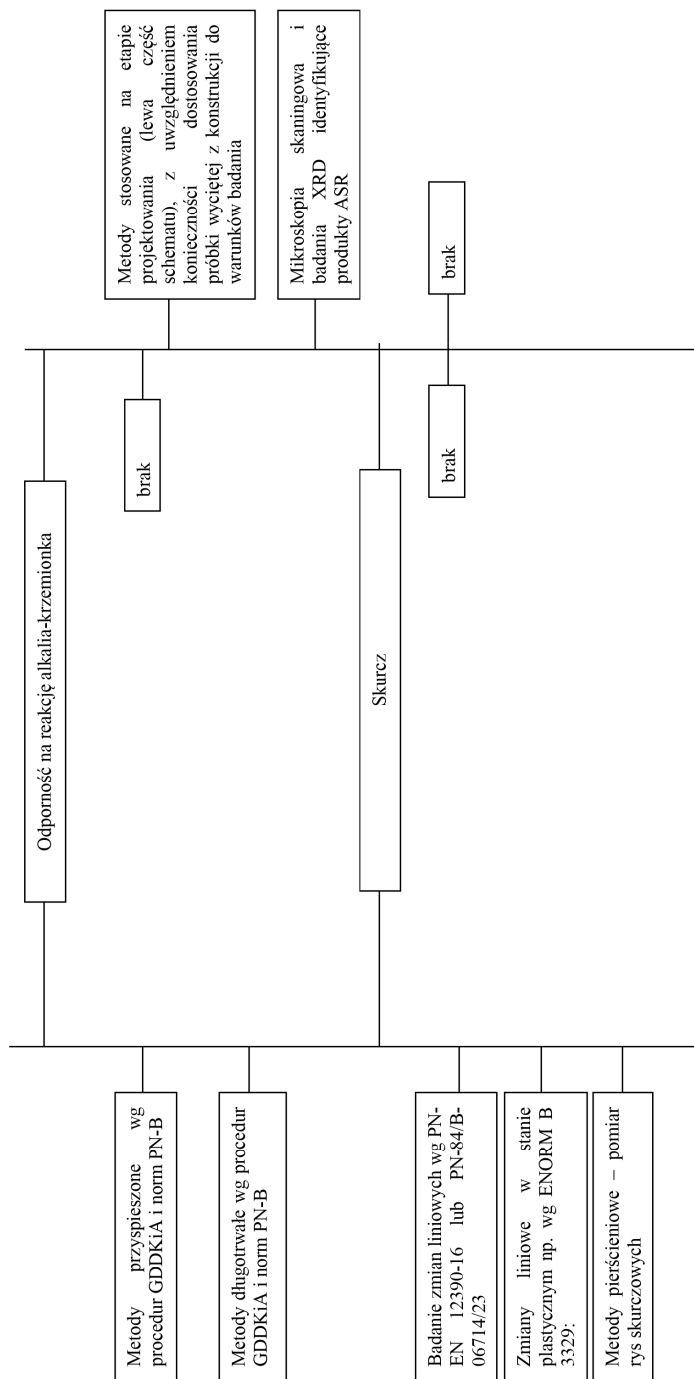 Odporność na reakcję alkalia-krzemionka
Metody przyspieszone wg
procedur GDDKiA i norm PN-B
Metody długotrwałe wg procedur
GDDKiA i norm PN-B
brak
Metody stosowane na etapie
projektowania (lewa część
schematu), z uwzględnieniem
konieczności dostosowania
próbki wyciętej z konstrukcji do
warunków badania
Mikroskopia skaningowa i
badania XRD identyfikujące
produkty ASR
Skurcz
Badanie zmian liniowych wg PN-
EN 12390-16 lub PN-84/B-
06714/23
Zmiany liniowe w stanie
plastycznym np. wg ENORM B
3329:
Metody pierścieniowe – pomiar
rys skurczowych
brak
brak